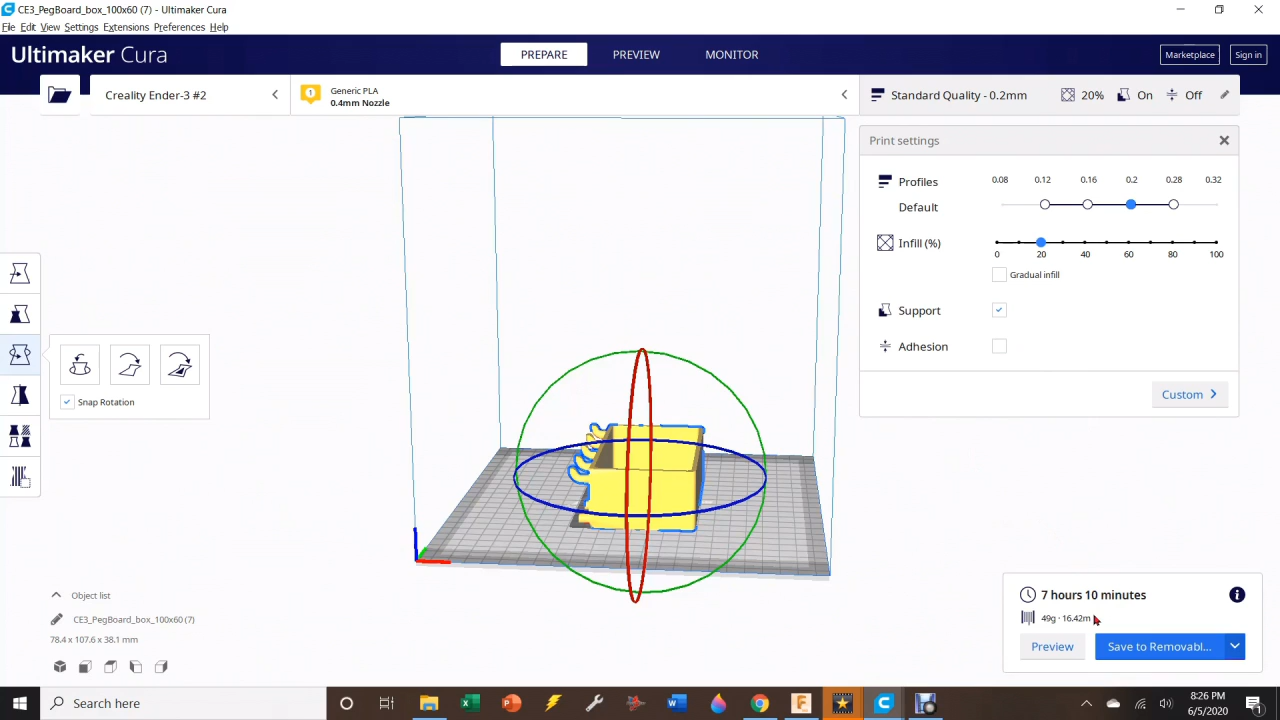 CE3_PegBoard_box_100x60 (7) - Ultimaker Cura
File Edit View Settings Extensions Preferences Help
Ultimaker Cura
PREPARE
PREVIEW
MONITOR
Marketplace
Sign in
Creality Ender-3 #2
1
Generic PLA
0.4mm Nozzle
Standard Quality - 0.2mm
20%
On
Off
Print settings
Profiles
0.08 0.12 0.16 0.2 0.28 0.32
Default
Infill (%)
0 20 40 60 80 100
Gradual infill
Support
Adhesion
Custom
Snap Rotation
Object list
CE3_PegBoard_box_100x60 (7)
78.4 x 107.6 x 38.1 mm
7 hours 10 minutes
49g · 16.42m
Preview
Save to Removabl...
Search here
8:26 PM
6/5/2020
1